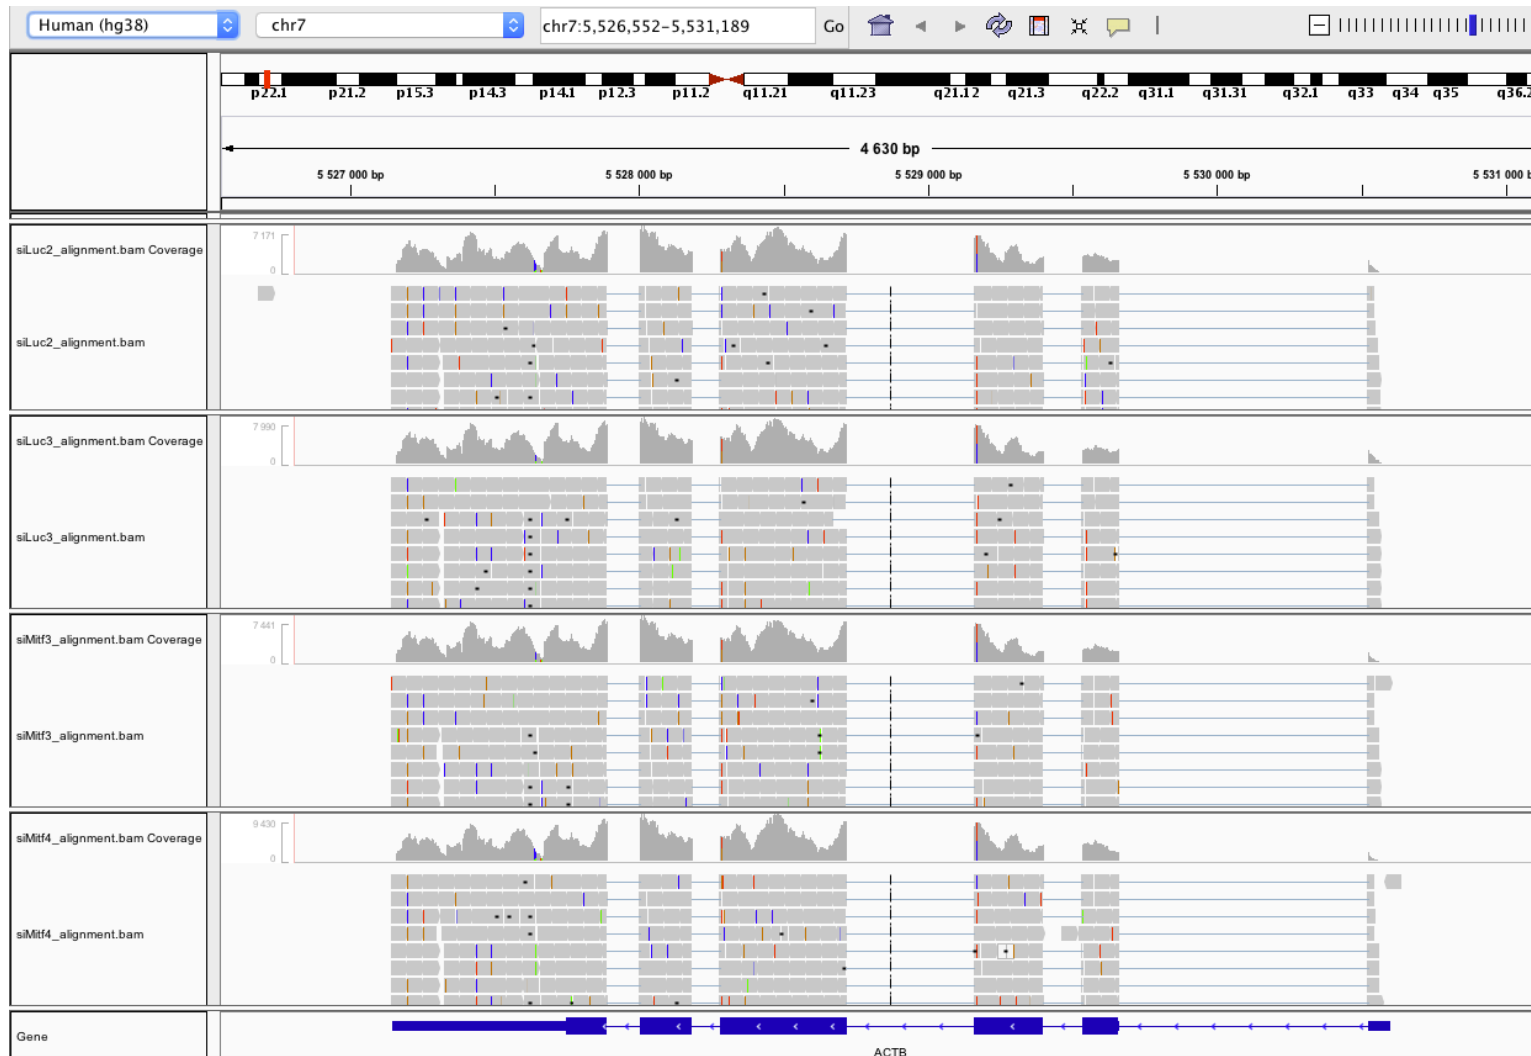 Human (hg38) chr7 chr7:5,526,552-5,531,189 Go
p22.1 p21.2 p15.3 p14.3 p14.1 p12.3 p11.2 q11.21 q11.23 q21.12 q21.3 q22.2 q31.1 q31.31 q32.1 q33 q34 q35 q36.2
4 630 bp
5 527 000 bp 5 528 000 bp 5 529 000 bp 5 530 000 bp 5 531 000 b
7 171
siLuc2_alignment.bam Coverage
0
siLuc2_alignment.bam
7 990
siLuc3_alignment.bam Coverage
0
siLuc3_alignment.bam
7 441
siMitf3_alignment.bam Coverage
0
siMitf3_alignment.bam
9 430
siMitf4_alignment.bam Coverage
0
siMitf4_alignment.bam
Gene
ACTB